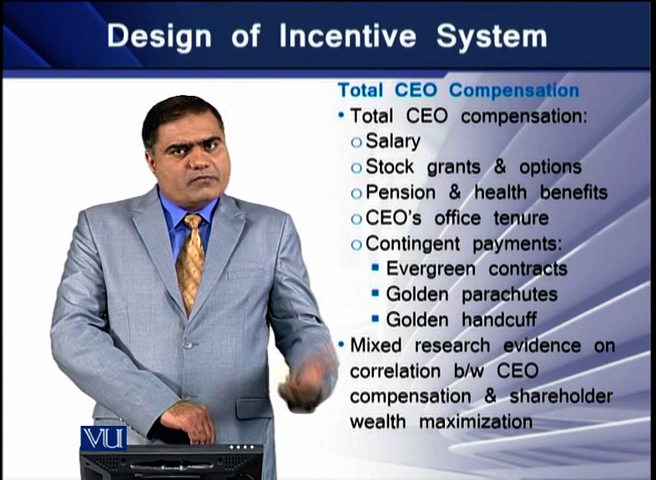 Design of Incentive System
Total CEO Compensation
• Total CEO compensation:
o Salary
o Stock grants & options
o Pension & health benefits
o CEO's office tenure
o Contingent payments:
▪ Evergreen contracts
▪ Golden parachutes
▪ Golden handcuff
• Mixed research evidence on
correlation b/w CEO
compensation & shareholder
wealth maximization
VU